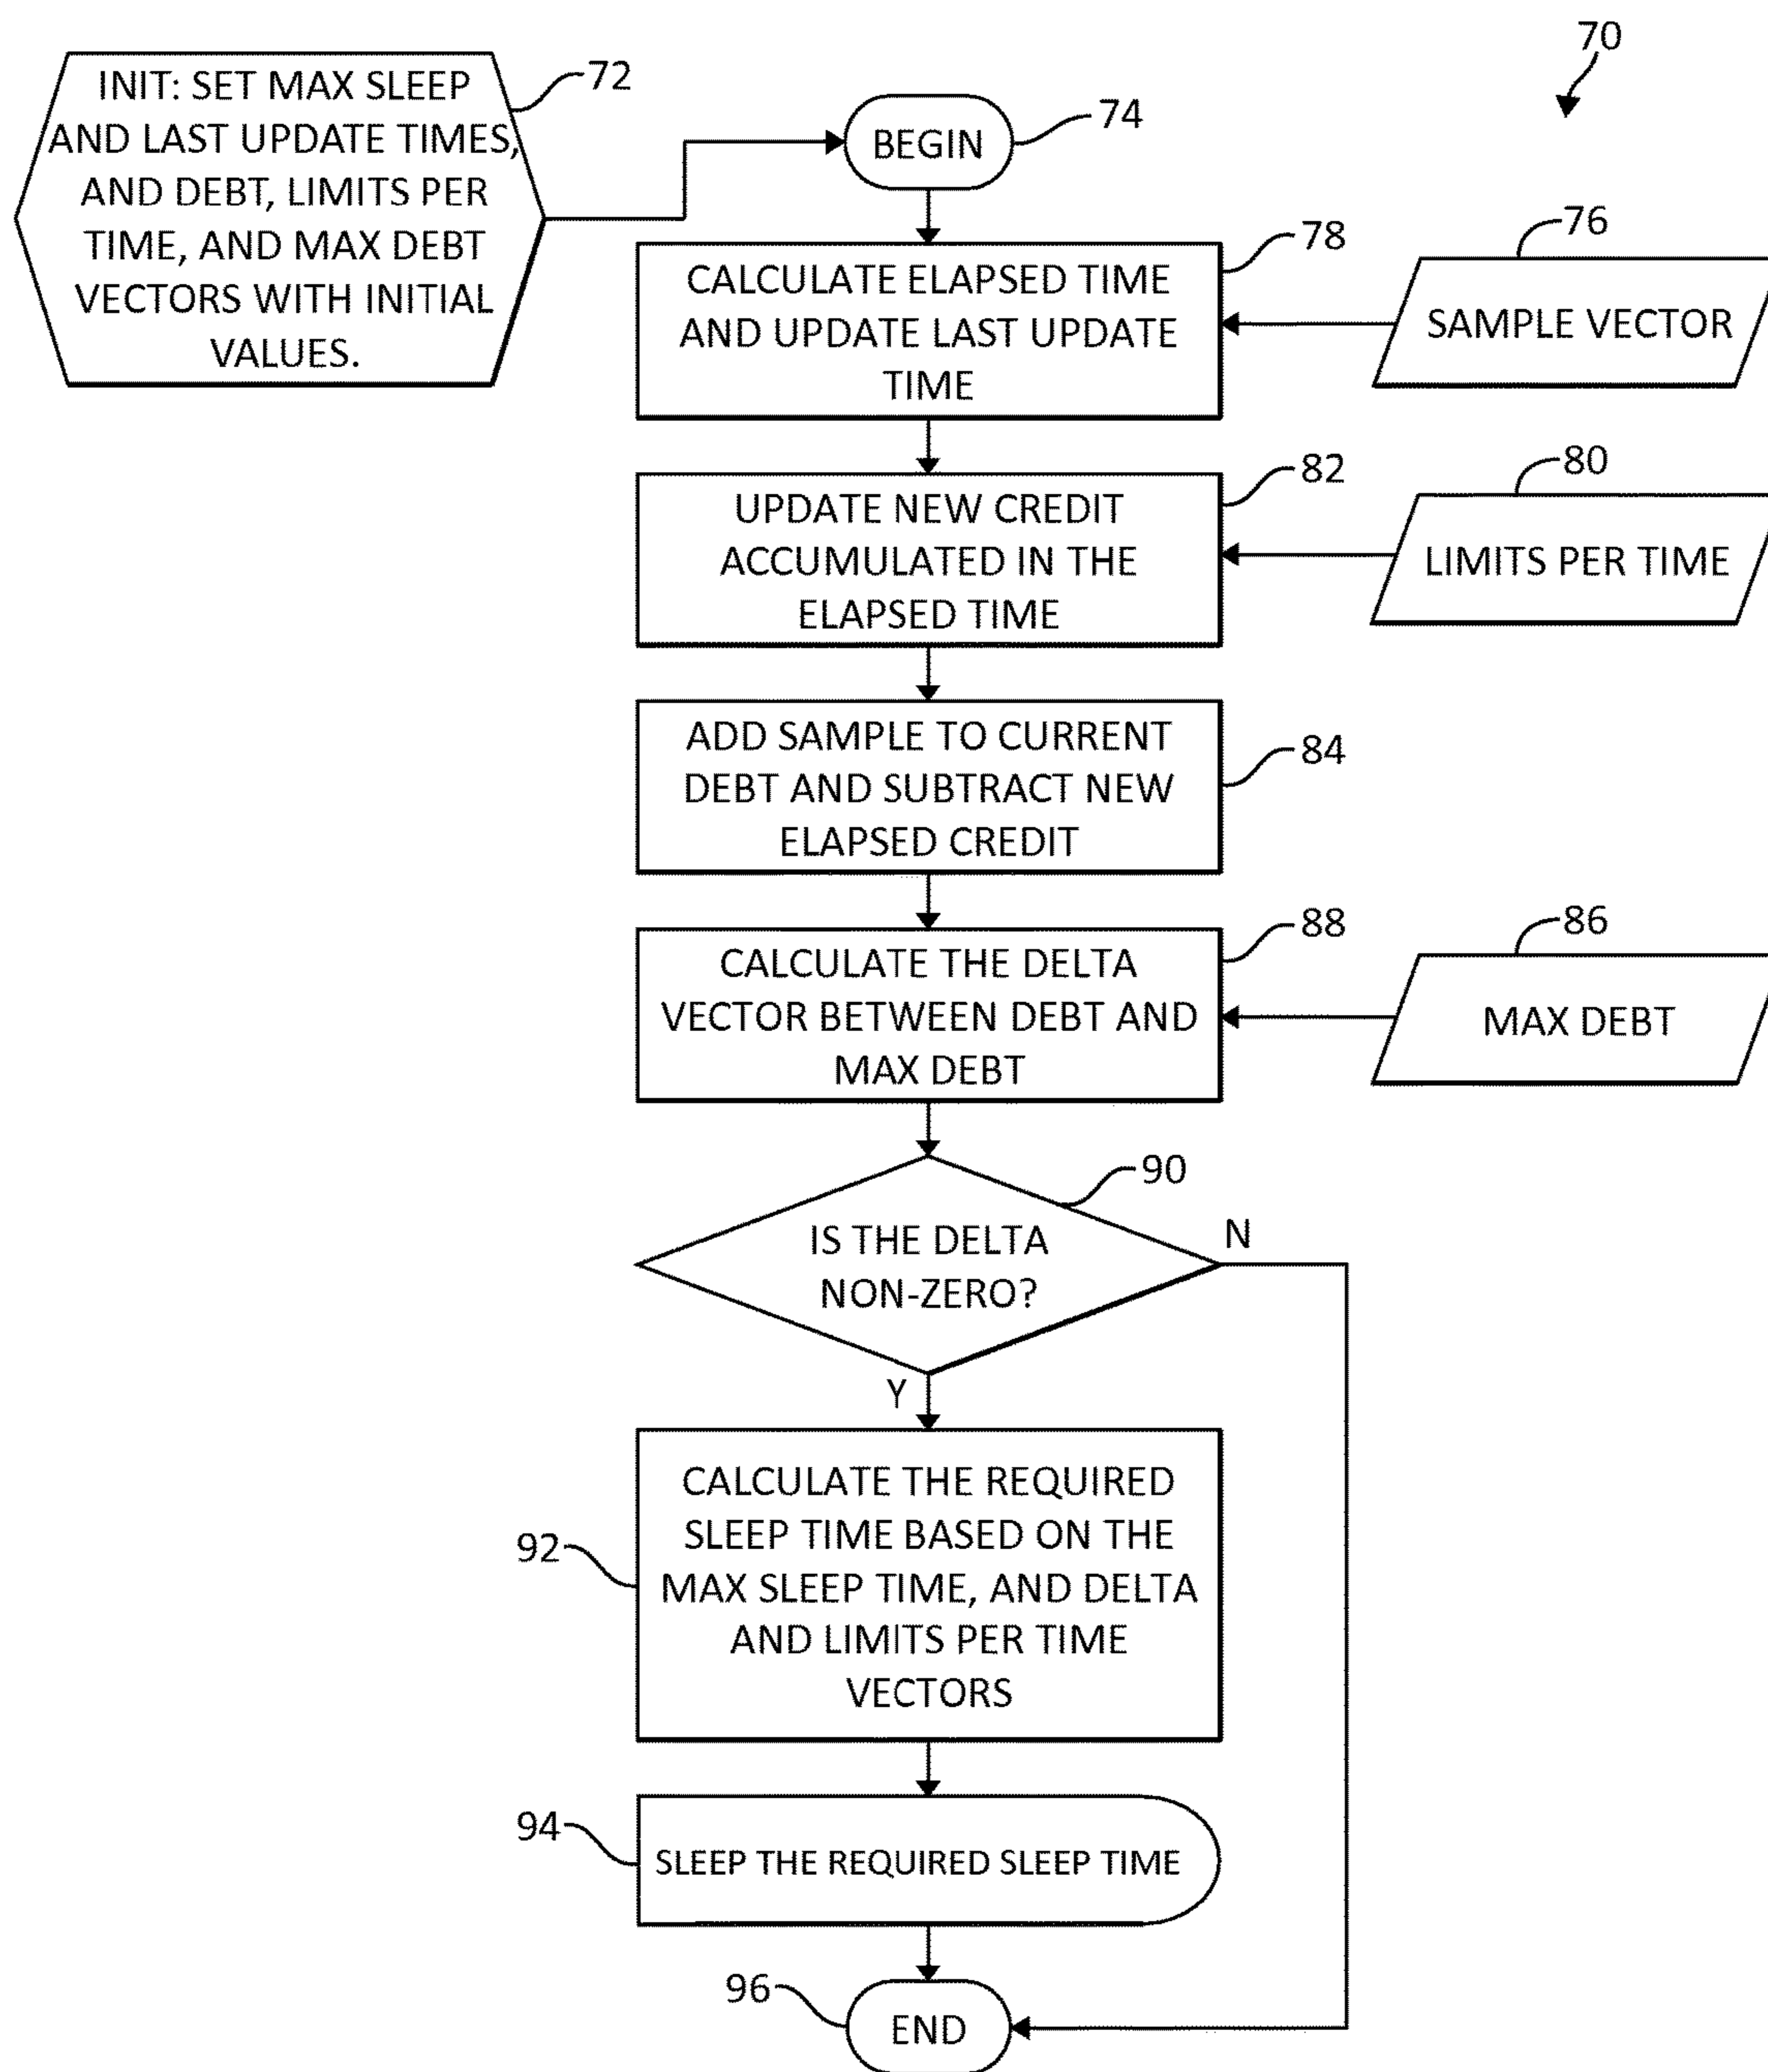 70
INIT: SET MAX SLEEP
AND LAST UPDATE TIMES,
AND DEBT, LIMITS PER
TIME, AND MAX DEBT
VECTORS WITH INITIAL
VALUES.
72
BEGIN
74
CALCULATE ELAPSED TIME
AND UPDATE LAST UPDATE
TIME
78
SAMPLE VECTOR
76
UPDATE NEW CREDIT
ACCUMULATED IN THE
ELAPSED TIME
82
LIMITS PER TIME
80
ADD SAMPLE TO CURRENT
DEBT AND SUBTRACT NEW
ELAPSED CREDIT
84
CALCULATE THE DELTA
VECTOR BETWEEN DEBT AND
MAX DEBT
88
MAX DEBT
86
IS THE DELTA
NON-ZERO?
90
N
Y
CALCULATE THE REQUIRED
SLEEP TIME BASED ON THE
MAX SLEEP TIME, AND DELTA
AND LIMITS PER TIME
VECTORS
92
SLEEP THE REQUIRED SLEEP TIME
94
END
96